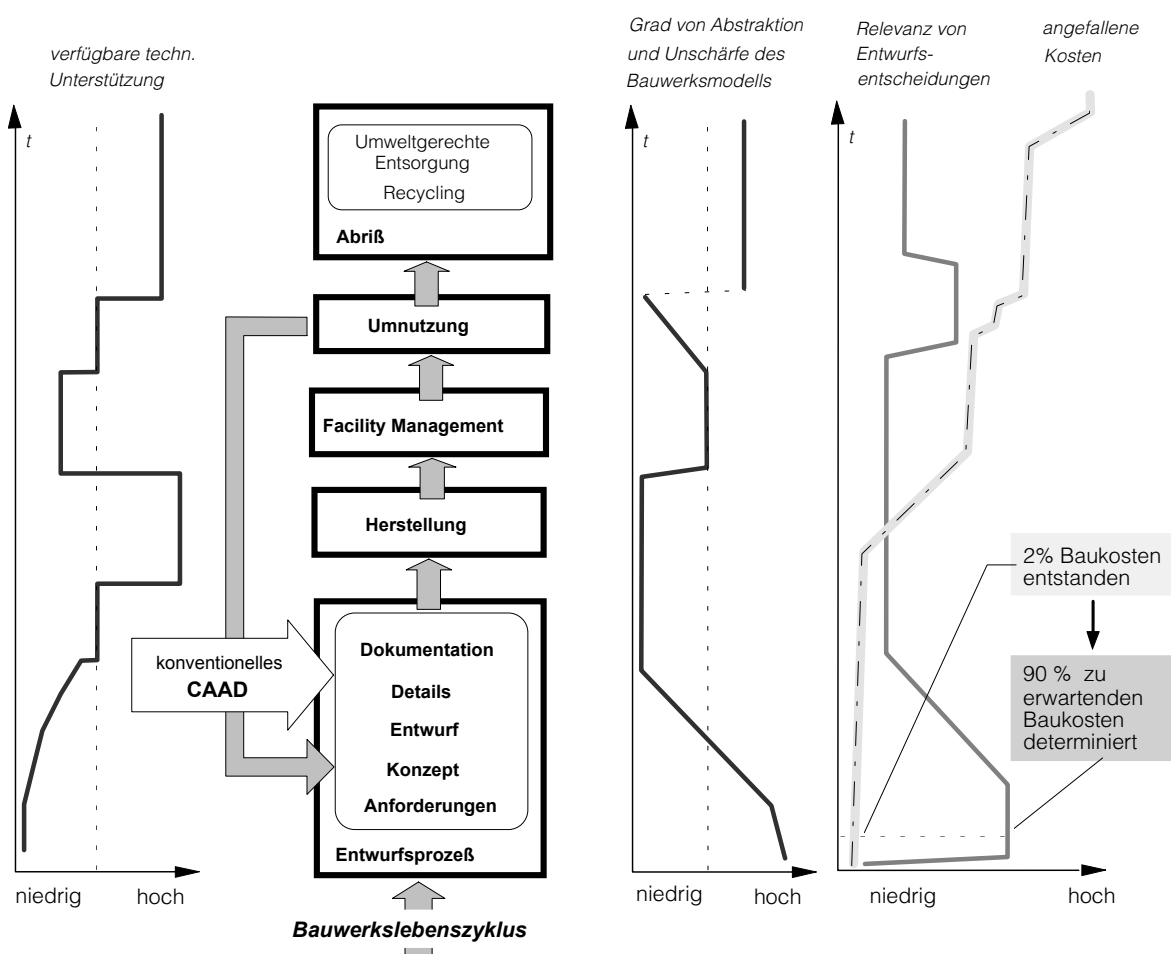 verfügbare techn.
Unterstützung
Grad von Abstraktion
und Unschärfe des
Bauwerksmodells
Relevanz von
Entwurfs-
entscheidungen
angefallene
Kosten
t
Umweltgerechte
Entsorgung
Recycling
Abriß
t
t
Umnutzung
Facility Management
Herstellung
2% Baukosten
entstanden
konventionelles
CAAD
Dokumentation
Details
Entwurf
Konzept
Anforderungen
Entwurfsprozeß
90 % zu
erwartenden
Baukosten
determiniert
niedrig
hoch
niedrig
hoch
niedrig
hoch
Bauwerkslebenszyklus